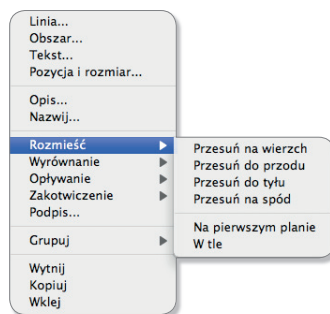 Linia...
Obszar...
Tekst...
Pozycja i rozmiar...
Opis...
Nazwij...
Rozmieść
Wyrównanie
Opływanie
Zakotwiczenie
Podpis...
Grupuj
Wytnij
Kopiuj
Wklej
Przesuń na wierzch
Przesuń do przodu
Przesuń do tyłu
Przesuń na spód
Na pierwszym planie
W tle